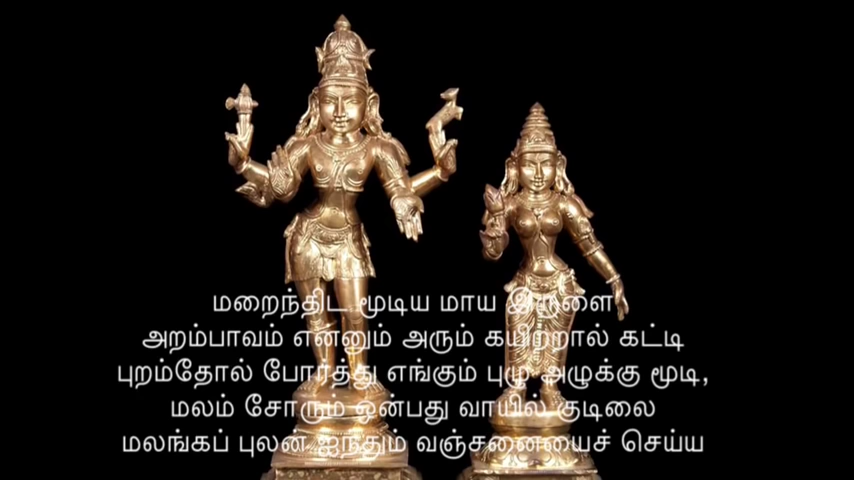 மறைந்திட மூடிய மாய இருளை
அறம்பாவம் என்னும் அரும் கயிற்றால் கட்டி
புறம்தோல் போர்த்து எங்கும் புழு அழுக்கு மூடி,
மலம் சோரும் ஒன்பது வாயில் குடிலை
மலங்கப் புலன் ஐந்தும் வஞ்சனையைச் செய்ய